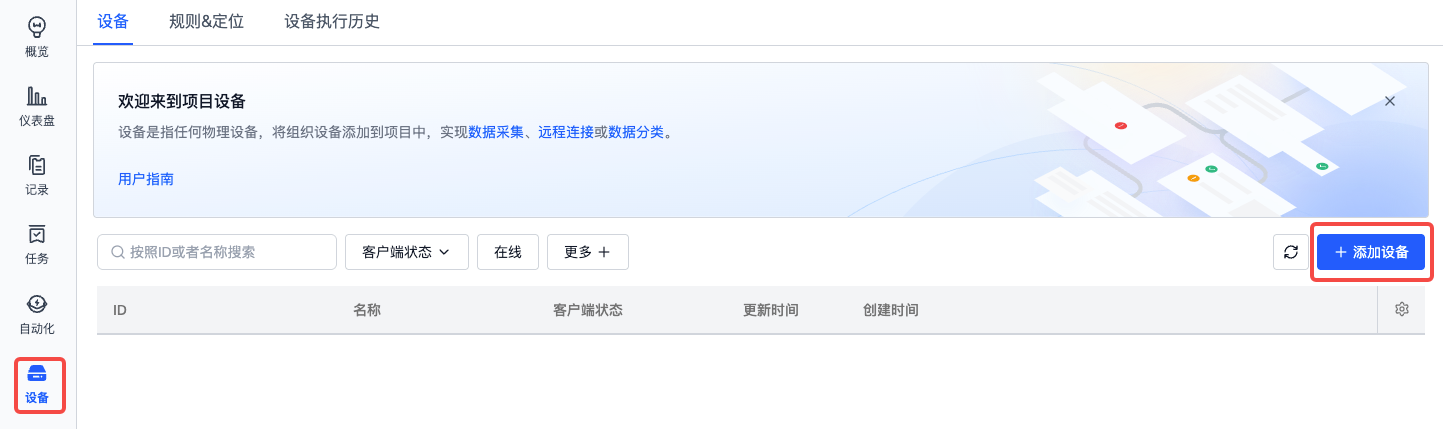 设备 规则&定位 设备执行历史
概览
仪表盘
记录
任务
自动化
设备
欢迎来到项目设备
设备是指任何物理设备，将组织设备添加到项目中，实现数据采集、远程连接或数据分类。
用户指南
按照ID或者名称搜索 客户端状态 在线 更多 + + 添加设备
ID 名称 客户端状态 更新时间 创建时间